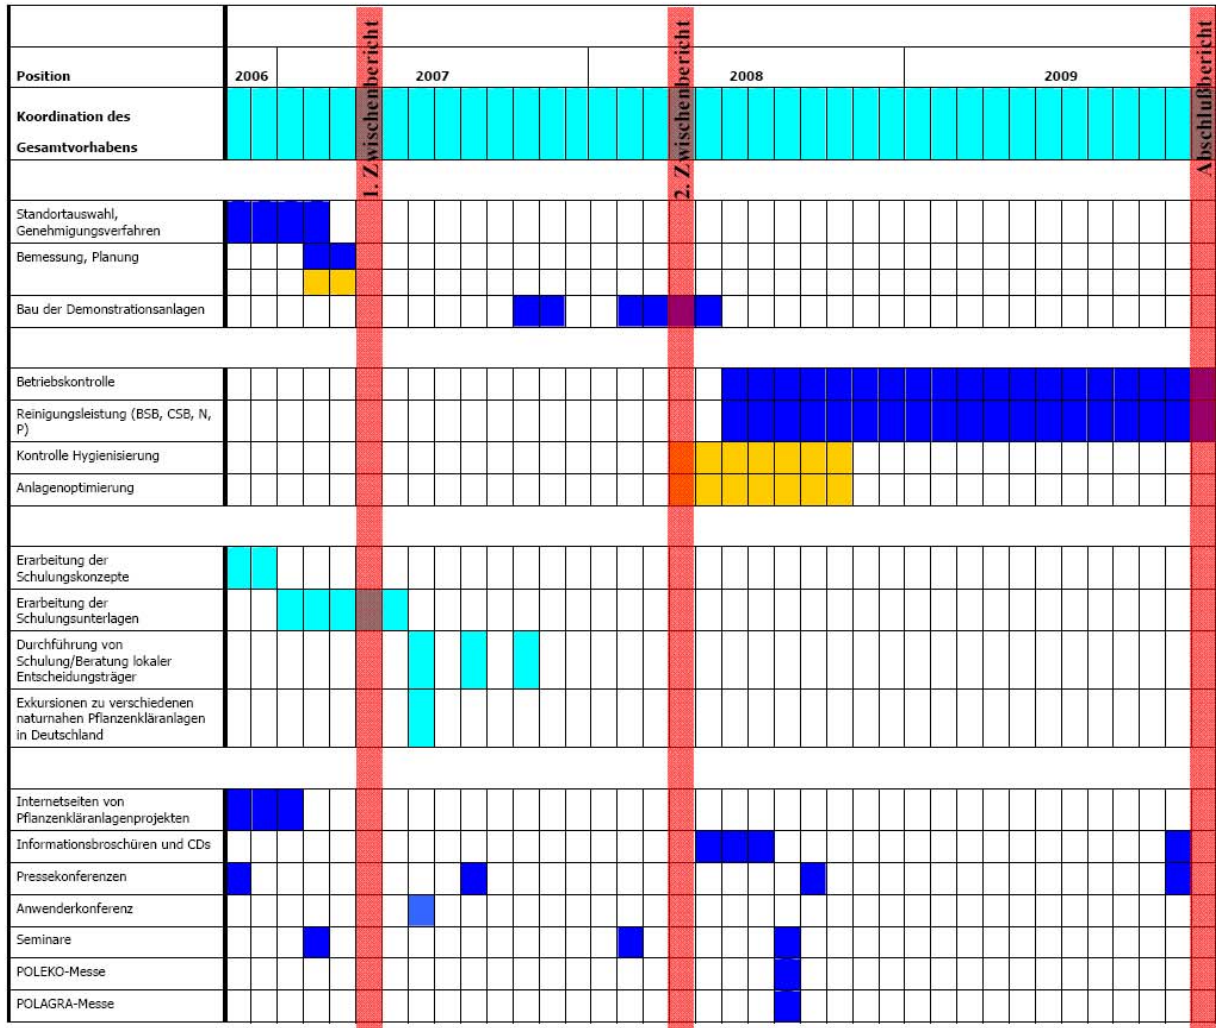 1. Zwischenbericht
2. Zwischenbericht
Abschlußbericht
Position 2006 2007 2008 2009
Koordination des
Gesamtvorhabens
Standortauswahl,
Genehmigungsverfahren
Bemessung, Planung
Bau der Demonstrationsanlagen
Betriebskontrolle
Reinigungsleistung (BSB, CSB, N,
P)
Kontrolle Hygienisierung
Anlagenoptimierung
Erarbeitung der
Schulungskonzepte
Erarbeitung der
Schulungsunterlagen
Durchführung von
Schulung/Beratung lokaler
Entscheidungsträger
Exkursionen zu verschiedenen
naturnahen Pflanzenkläranlagen
in Deutschland
Internetseiten von
Pflanzenkläranlagenprojekten
Informationsbroschüren und CDs
Pressekonferenzen
Anwenderkonferenz
Seminare
POLEKO-Messe
POLAGRA-Messe